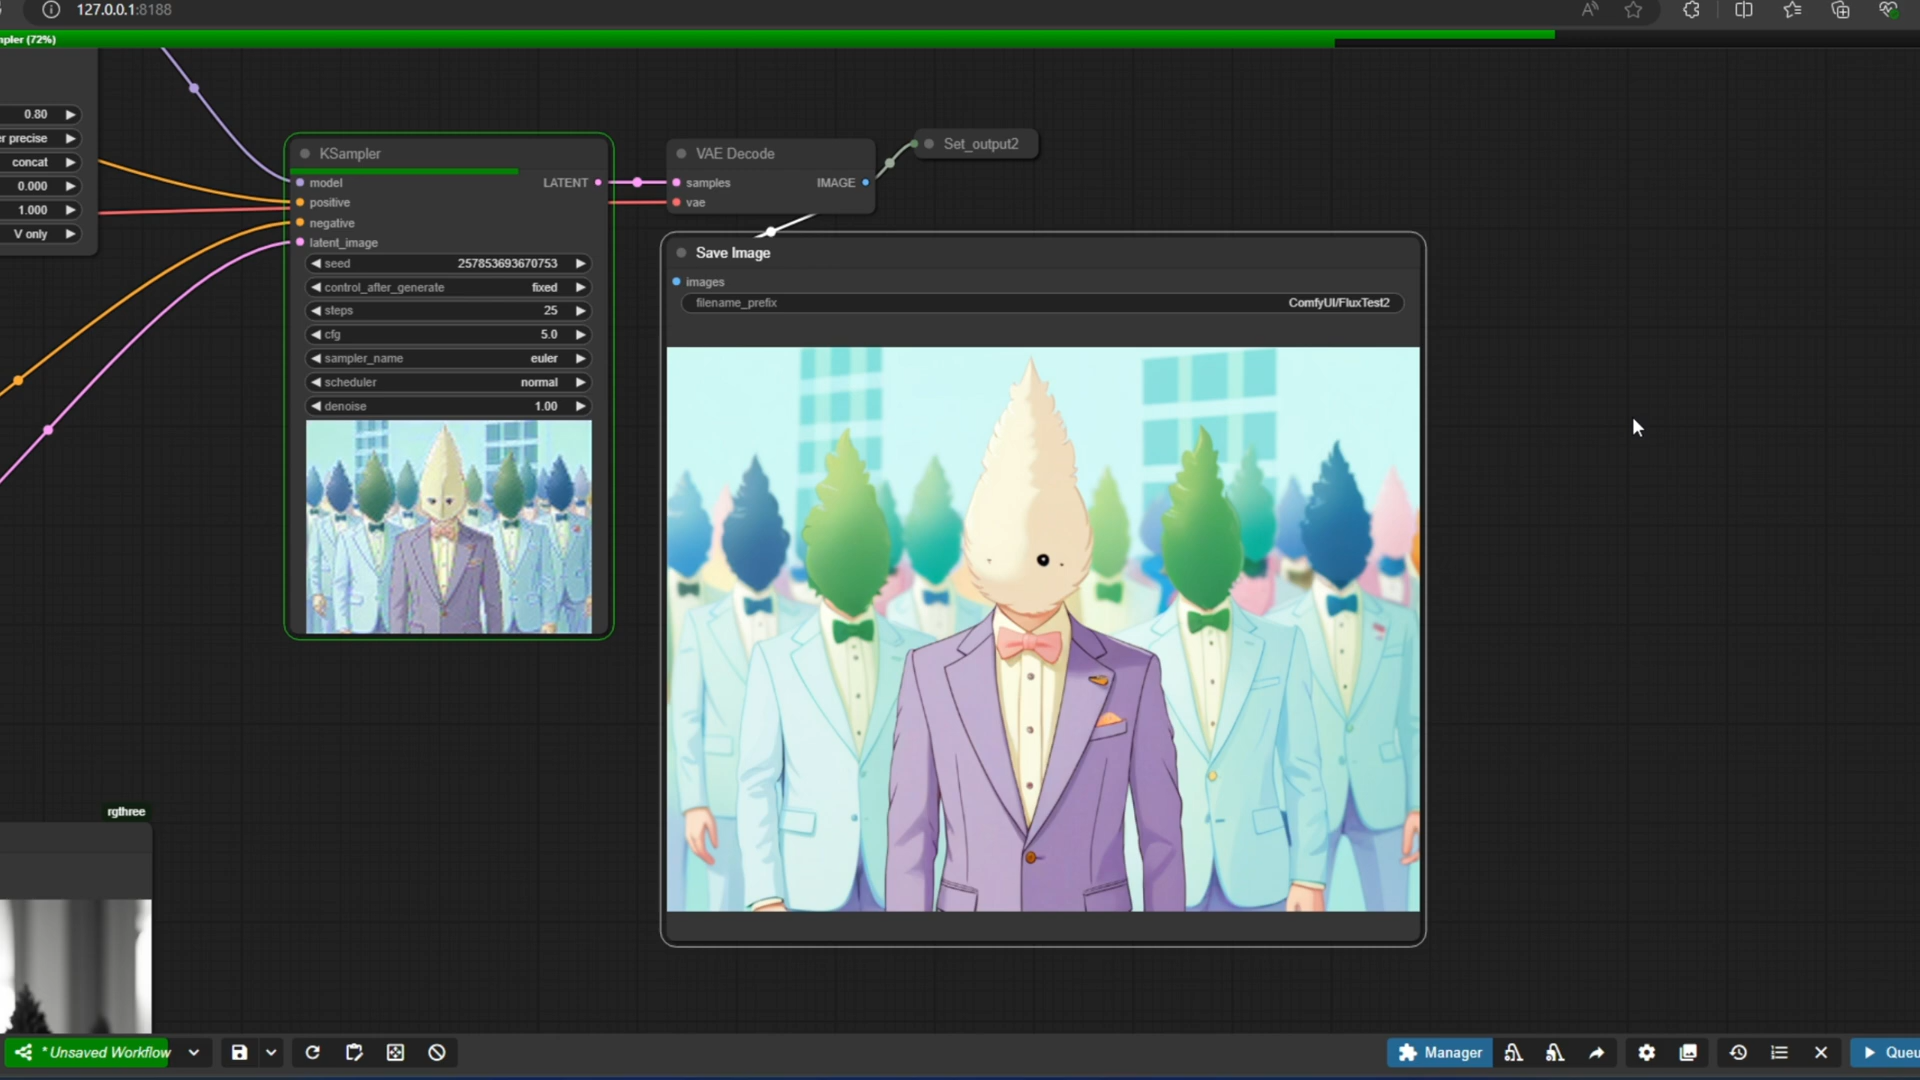 127.0.0.1:8188
mpler (72%)
0.80
er precise
concat
0.000
1.000
V only
KSampler
model
LATENT
positive
negative
latent_image
seed 257853693670753
control_after_generate fixed
steps 25
cfg 5.0
sampler_name euler
scheduler normal
denoise 1.00
VAE Decode
samples IMAGE
vae
Set_output2
Save Image
images
filename_prefix ComfyUI/FluxTest2
rgthree
* Unsaved Workflow
Manager
Queu